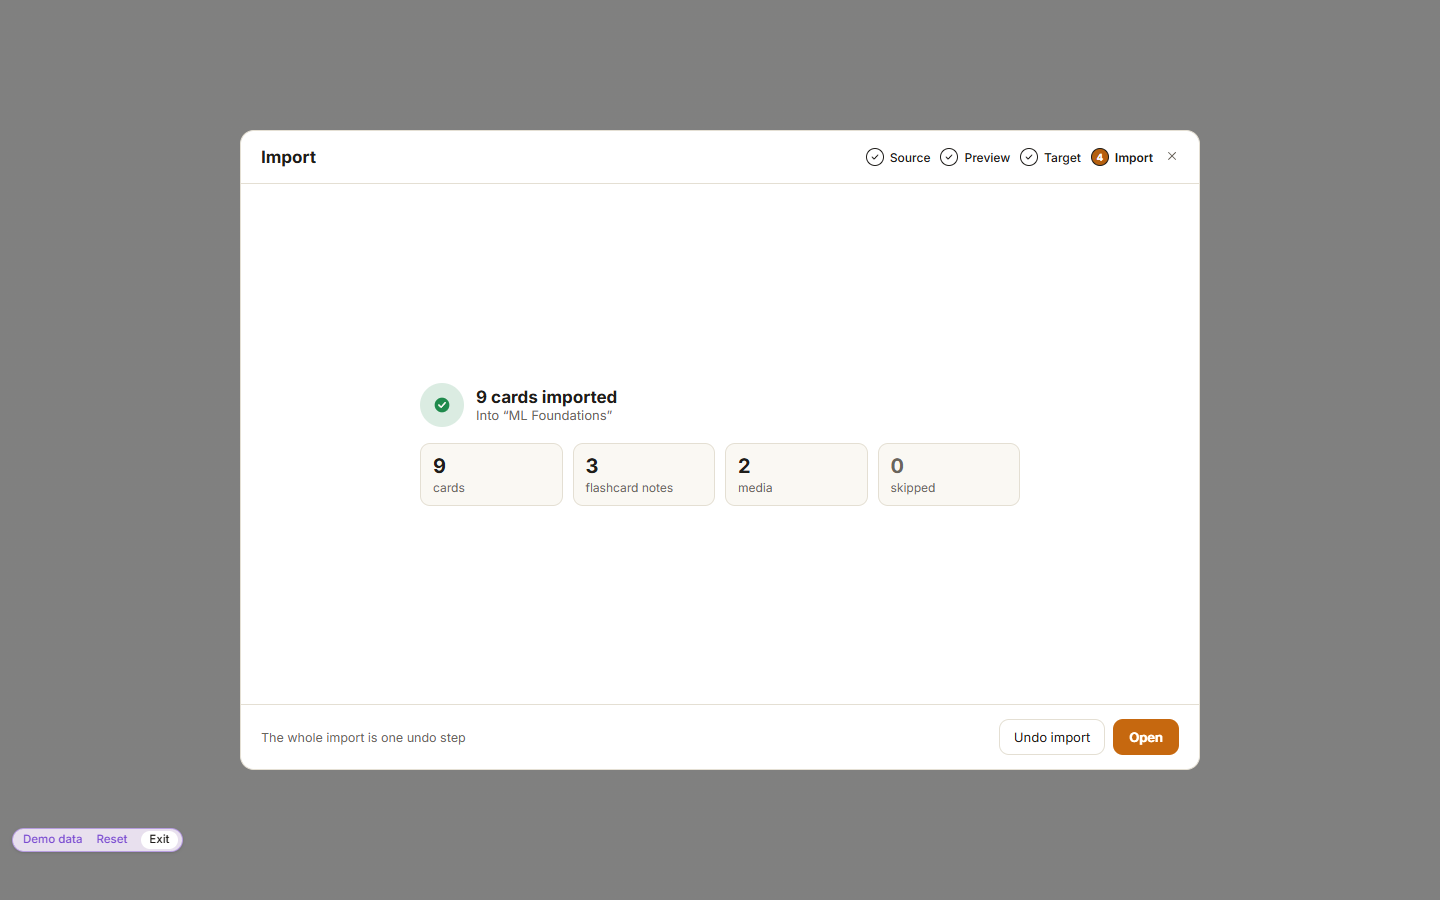 Import
Source Preview Target 4 Import
9 cards imported
Into “ML Foundations”
9
cards
3
flashcard notes
2
media
0
skipped
The whole import is one undo step
Undo import
Open
Demo data Reset Exit